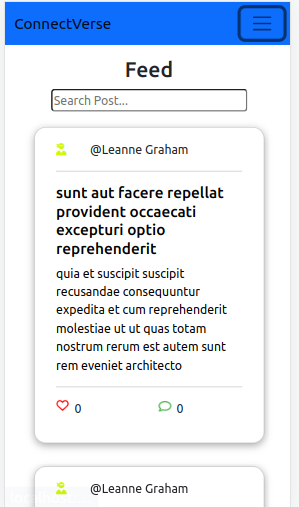 ConnectVerse
Feed
Search Post...
@Leanne Graham
sunt aut facere repellat
provident occaecati
excepturi optio
reprehenderit
quia et suscipit suscipit
recusandae consequuntur
expedita et cum reprehenderit
molestiae ut ut quas totam
nostrum rerum est autem sunt
rem eveniet architecto
0 0
@Leanne Graham